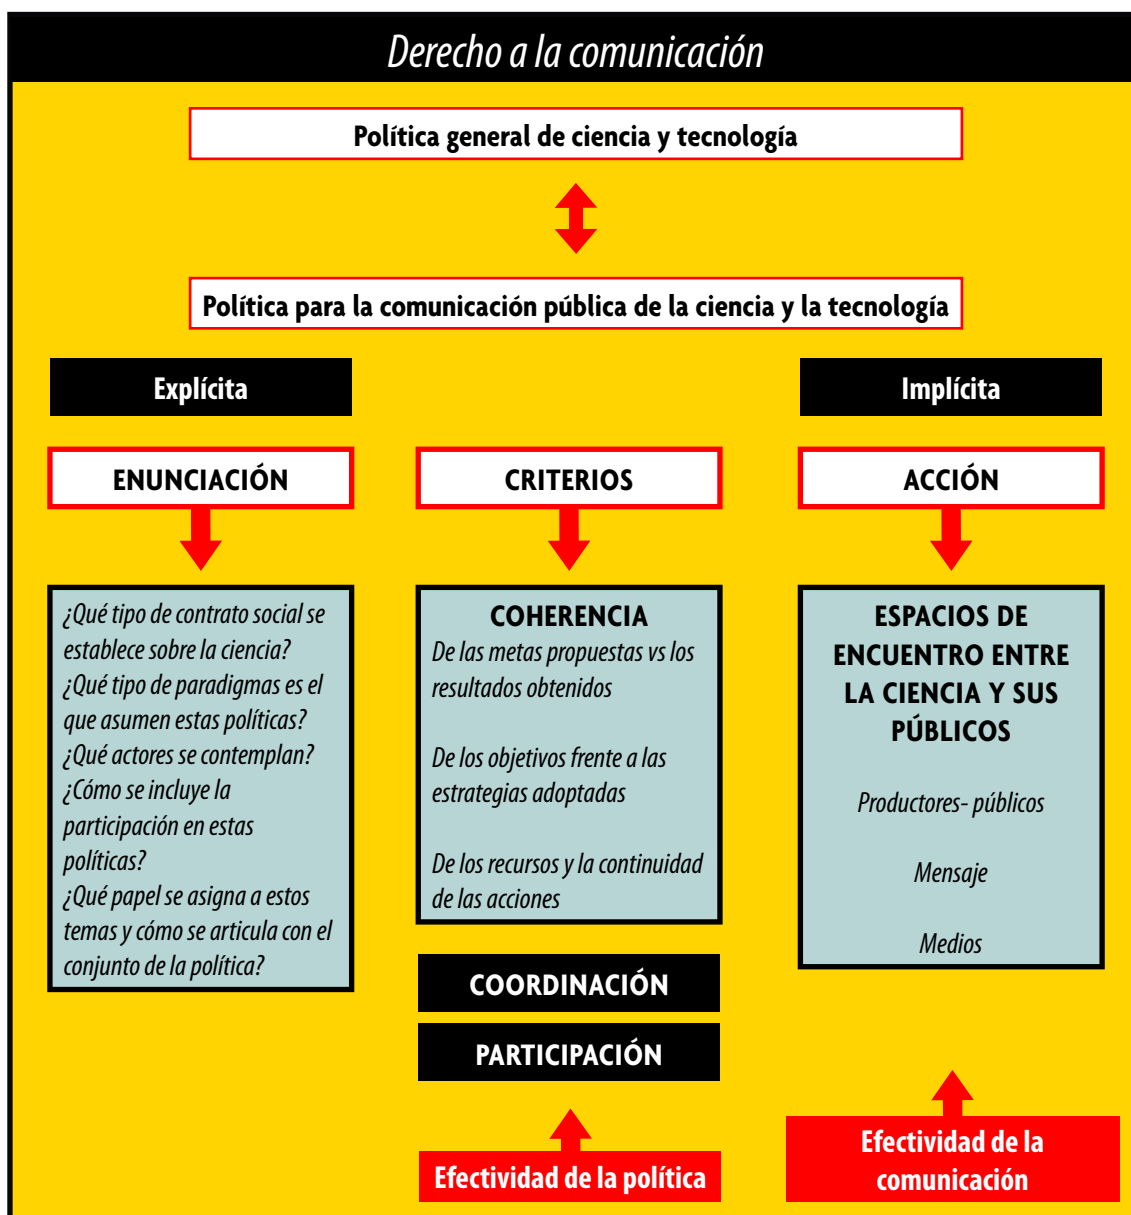 Derecho a la comunicación
Política general de ciencia y tecnología
Política para la comunicación pública de la ciencia y la tecnología
Explícita
Implícita
ENUNCIACIÓN
CRITERIOS
ACCIÓN
¿Qué tipo de contrato social se
establece sobre la ciencia?
¿Qué tipo de paradigmas es el
que asumen estas políticas?
¿Qué actores se contemplan?
¿Cómo se incluye la
participación en estas
políticas?
¿Qué papel se asigna a estos
temas y cómo se articula con el
conjunto de la política?
COHERENCIA
De las metas propuestas vs los
resultados obtenidos
De los objetivos frente a las
estrategias adoptadas
De los recursos y la continuidad
de las acciones
COORDINACIÓN
PARTICIPACIÓN
Efectividad de la política
ESPACIOS DE
ENCUENTRO ENTRE
LA CIENCIA Y SUS
PÚBLICOS
Productores- públicos
Mensaje
Medios
Efectividad de la
comunicación